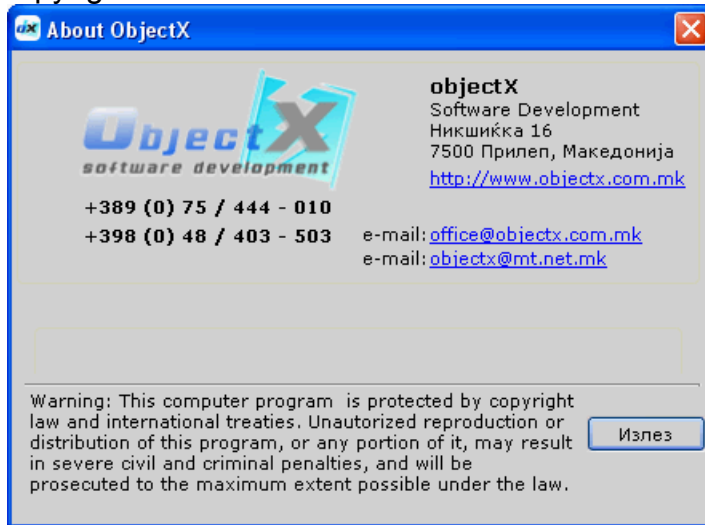 About ObjectX
ObjectX
software development
objectX
Software Development
Никшиќка 16
7500 Прилеп, Македонија
http://www.objectx.com.mk
+389 (0) 75 / 444 - 010
+398 (0) 48 / 403 - 503
e-mail: office@objectx.com.mk
e-mail: objectx@mt.net.mk
Warning: This computer program  is protected by copyright
law and international treaties. Unautorized reproduction or
distribution of this program, or any portion of it, may result
in severe civil and criminal penalties, and will be
prosecuted to the maximum extent possible under the law.
Излез